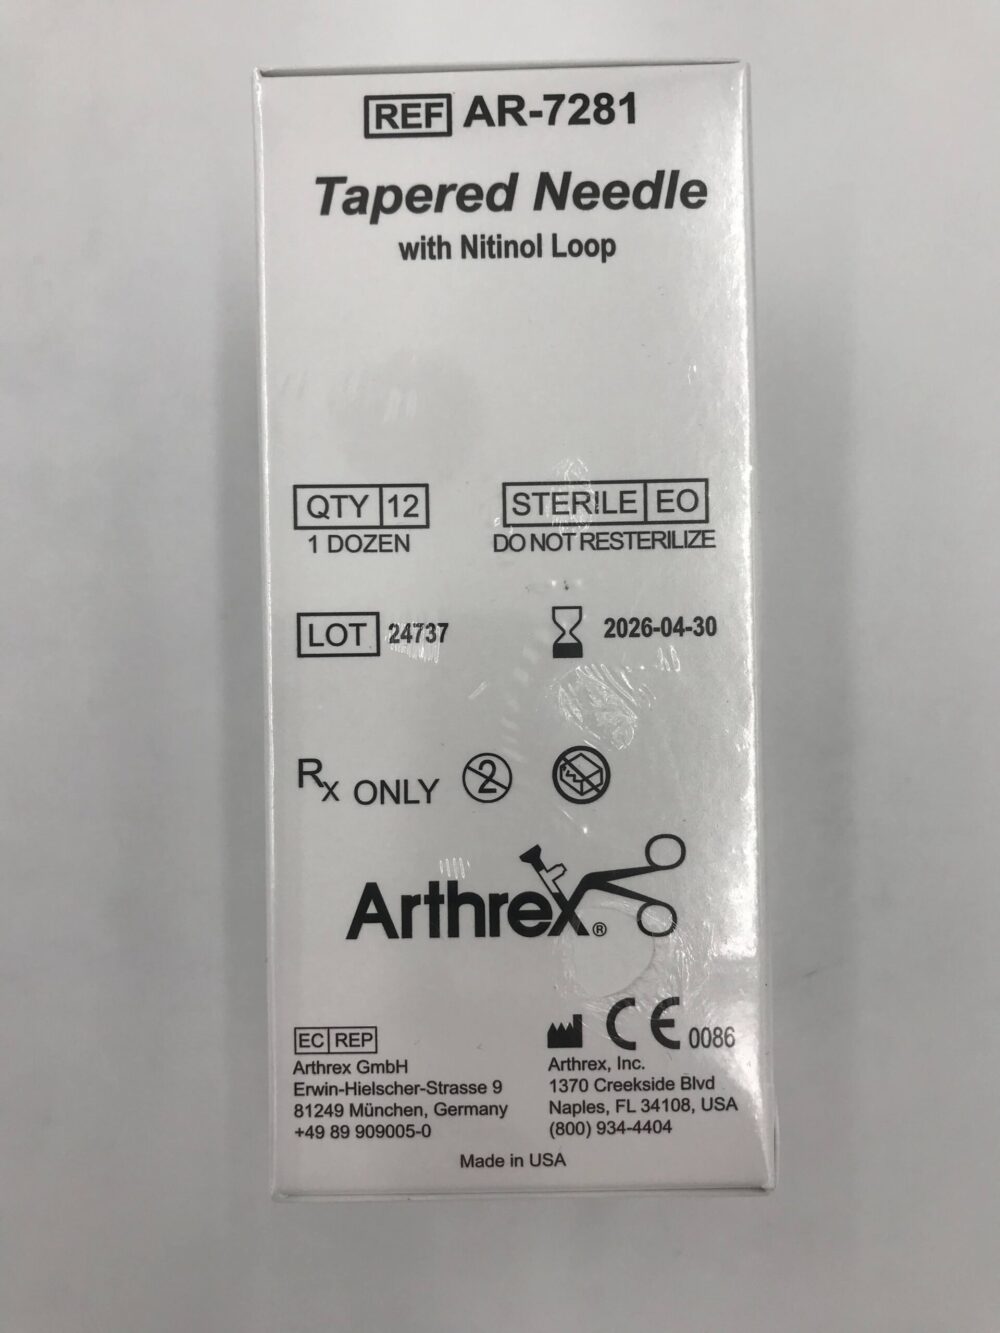 REF AR-7281
Tapered Needle
with Nitinol Loop
QTY 12 STERILE EO
1 DOZEN DO NOT RESTERILIZE
LOT 24737 2026-04-30
Rx ONLY 2
Arthrex®
EC REP CE 0086
Arthrex GmbH
Erwin-Hielscher-Strasse 9
81249 München, Germany
+49 89 909005-0
Arthrex, Inc.
1370 Creekside Blvd
Naples, FL 34108, USA
(800) 934-4404
Made in USA